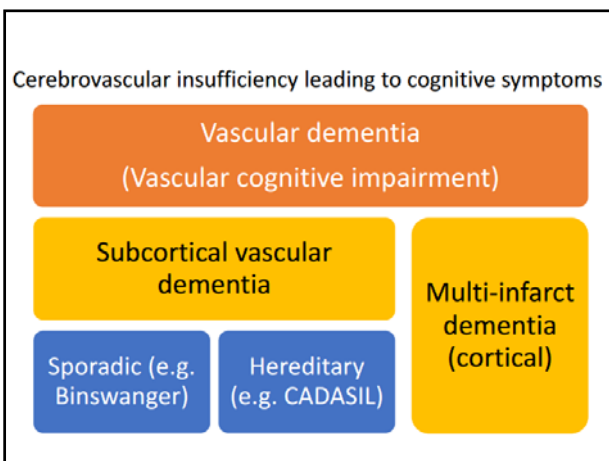 Cerebrovascular insufficiency leading to cognitive symptoms
Vascular dementia
(Vascular cognitive impairment)
Subcortical vascular
dementia
Multi-infarct
dementia
(cortical)
Sporadic (e.g.
Binswanger)
Hereditary
(e.g. CADASIL)